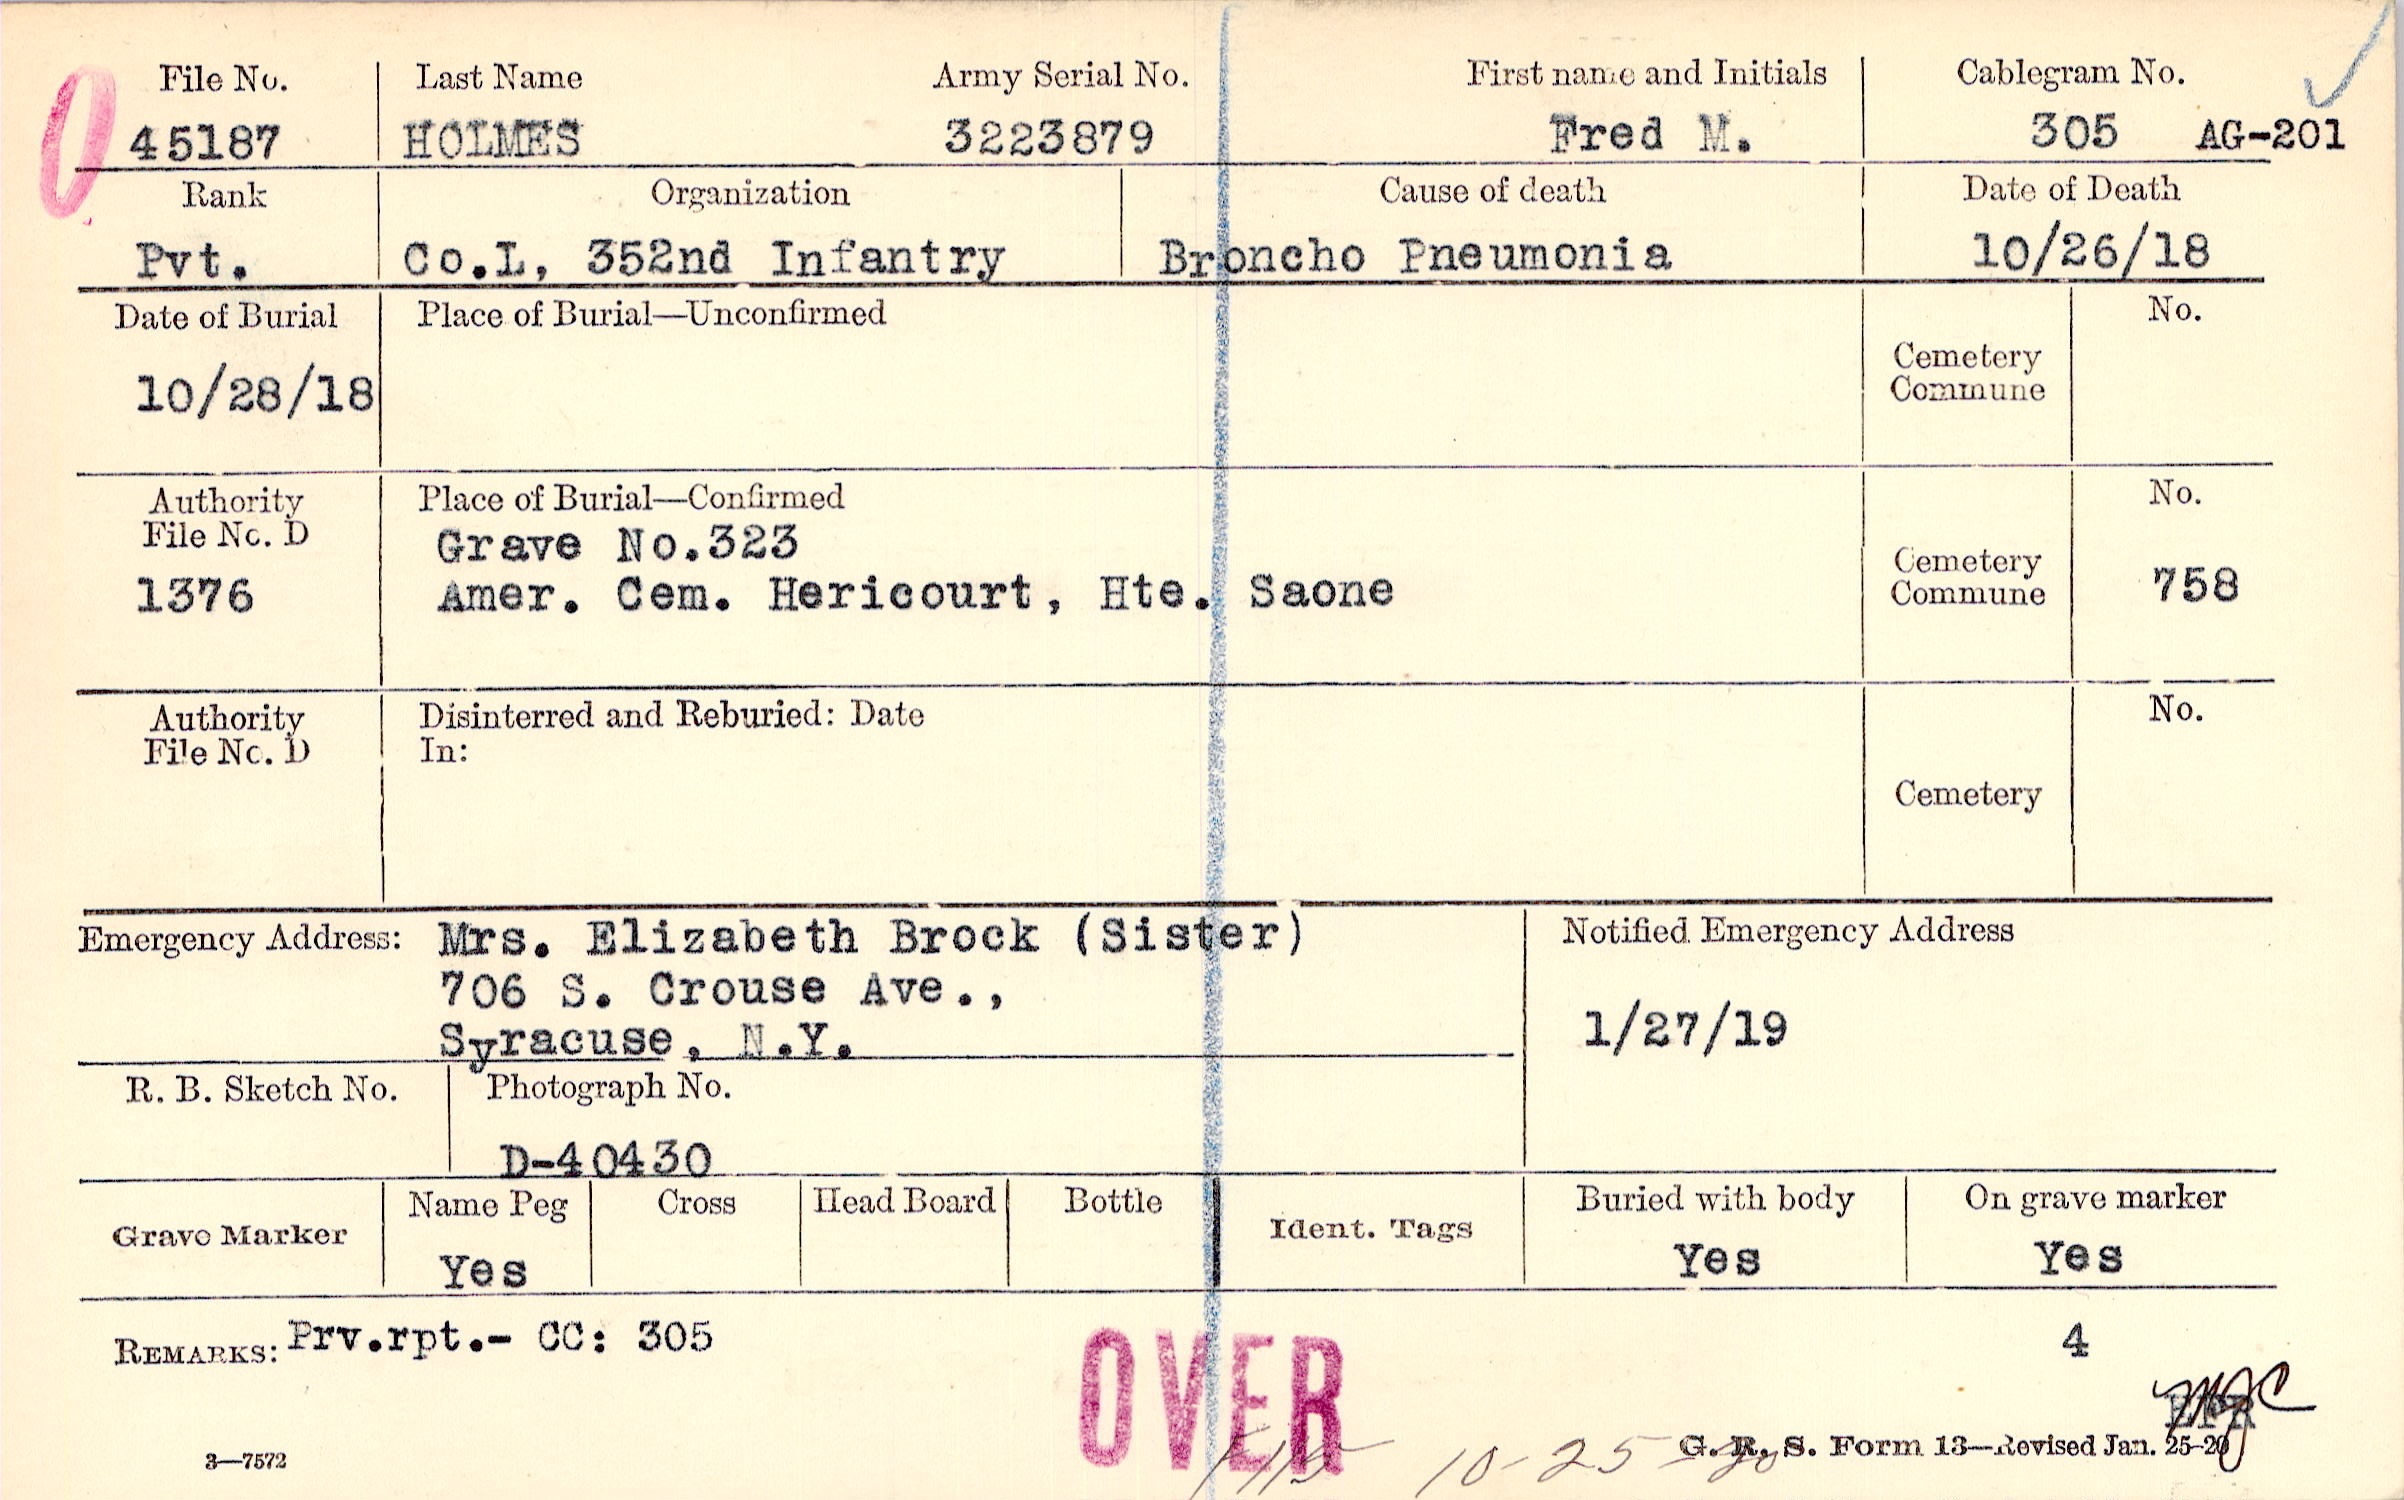 File No. Last Name Army Serial No. First name and Initials Cablegram No.
45187 HOLMES 3223879 Fred M. 305 AG-201
Rank Organization Cause of death Date of Death
Pvt. Co.L, 352nd Infantry Broncho Pneumonia 10/26/18
Date of Burial Place of Burial—Unconfirmed No.
10/28/18 Cemetery
Commune
Authority Place of Burial—Confirmed No.
File No. D Grave No.323
1376 Amer. Cem. Hericourt, Hte. Saone Cemetery
Commune 758
Authority Disinterred and Reburied: Date No.
File No. D In:
Cemetery
Emergency Address: Mrs. Elizabeth Brock (Sister) Notified Emergency Address
706 S. Crouse Ave.,
Syracuse, N.Y. 1/27/19
R. B. Sketch No. Photograph No.
D-40430
Grave Marker Name Peg Cross Head Board Bottle Ident. Tags Buried with body On grave marker
Yes Yes Yes
REMARKS: Prv.rpt.- CC: 305 4
OVER
3—7572 10-25-20 G. R. S. Form 13—Revised Jan. 25-20